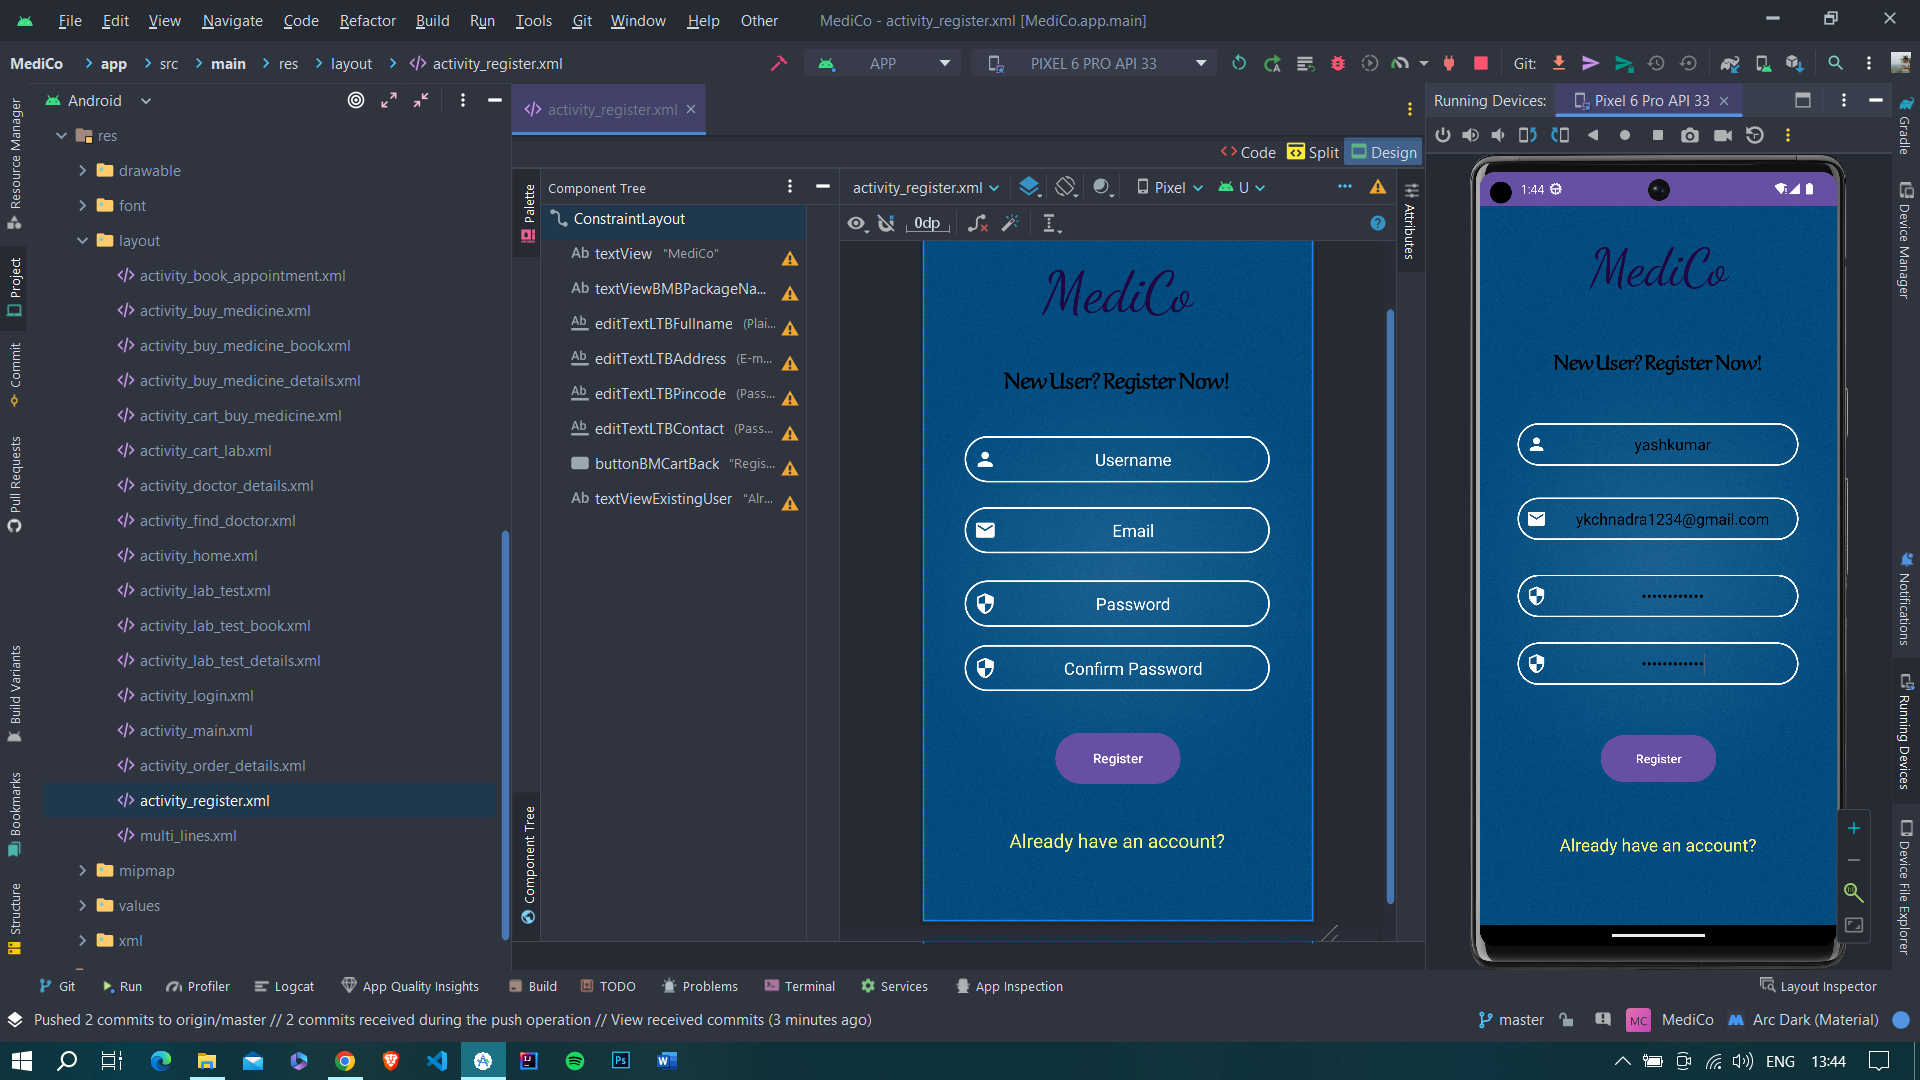 File Edit View Navigate Code Refactor Build Run Tools Git Window Help Other MediCo - activity_register.xml [MediCo.app.main]
MediCo app src main res layout activity_register.xml APP PIXEL 6 PRO API 33 Git:
Android
activity_register.xml
Running Devices: Pixel 6 Pro API 33
Code Split Design
Resource Manager
Project
Commit
Pull Requests
Build Variants
Bookmarks
Structure
res
drawable
font
layout
activity_book_appointment.xml
activity_buy_medicine.xml
activity_buy_medicine_book.xml
activity_buy_medicine_details.xml
activity_cart_buy_medicine.xml
activity_cart_lab.xml
activity_doctor_details.xml
activity_find_doctor.xml
activity_home.xml
activity_lab_test.xml
activity_lab_test_book.xml
activity_lab_test_details.xml
activity_login.xml
activity_main.xml
activity_order_details.xml
activity_register.xml
multi_lines.xml
mipmap
values
xml
Palette
Component Tree
Component Tree
ConstraintLayout
Ab textView "MediCo"
Ab textViewBMBPackageNa...
Ab editTextLTBFullname (Plai...
Ab editTextLTBAddress (E-m...
Ab editTextLTBPincode (Pass...
Ab editTextLTBContact (Pass...
buttonBMCartBack "Regis...
Ab textViewExistingUser "Alr...
activity_register.xml Pixel U
0dp
Attributes
MediCo
New User? Register Now!
Username
Email
Password
Confirm Password
Register
Already have an account?
1:44
MediCo
New User? Register Now!
yashkumar
ykchnadra1234@gmail.com
••••••••••••
••••••••••••
Register
Already have an account?
Gradle
Device Manager
Notifications
Running Devices
Device File Explorer
Git Run Profiler Logcat App Quality Insights Build TODO Problems Terminal Services App Inspection Layout Inspector
Pushed 2 commits to origin/master // 2 commits received during the push operation // View received commits (3 minutes ago) master MC MediCo Arc Dark (Material)
Ps
ENG 13:44